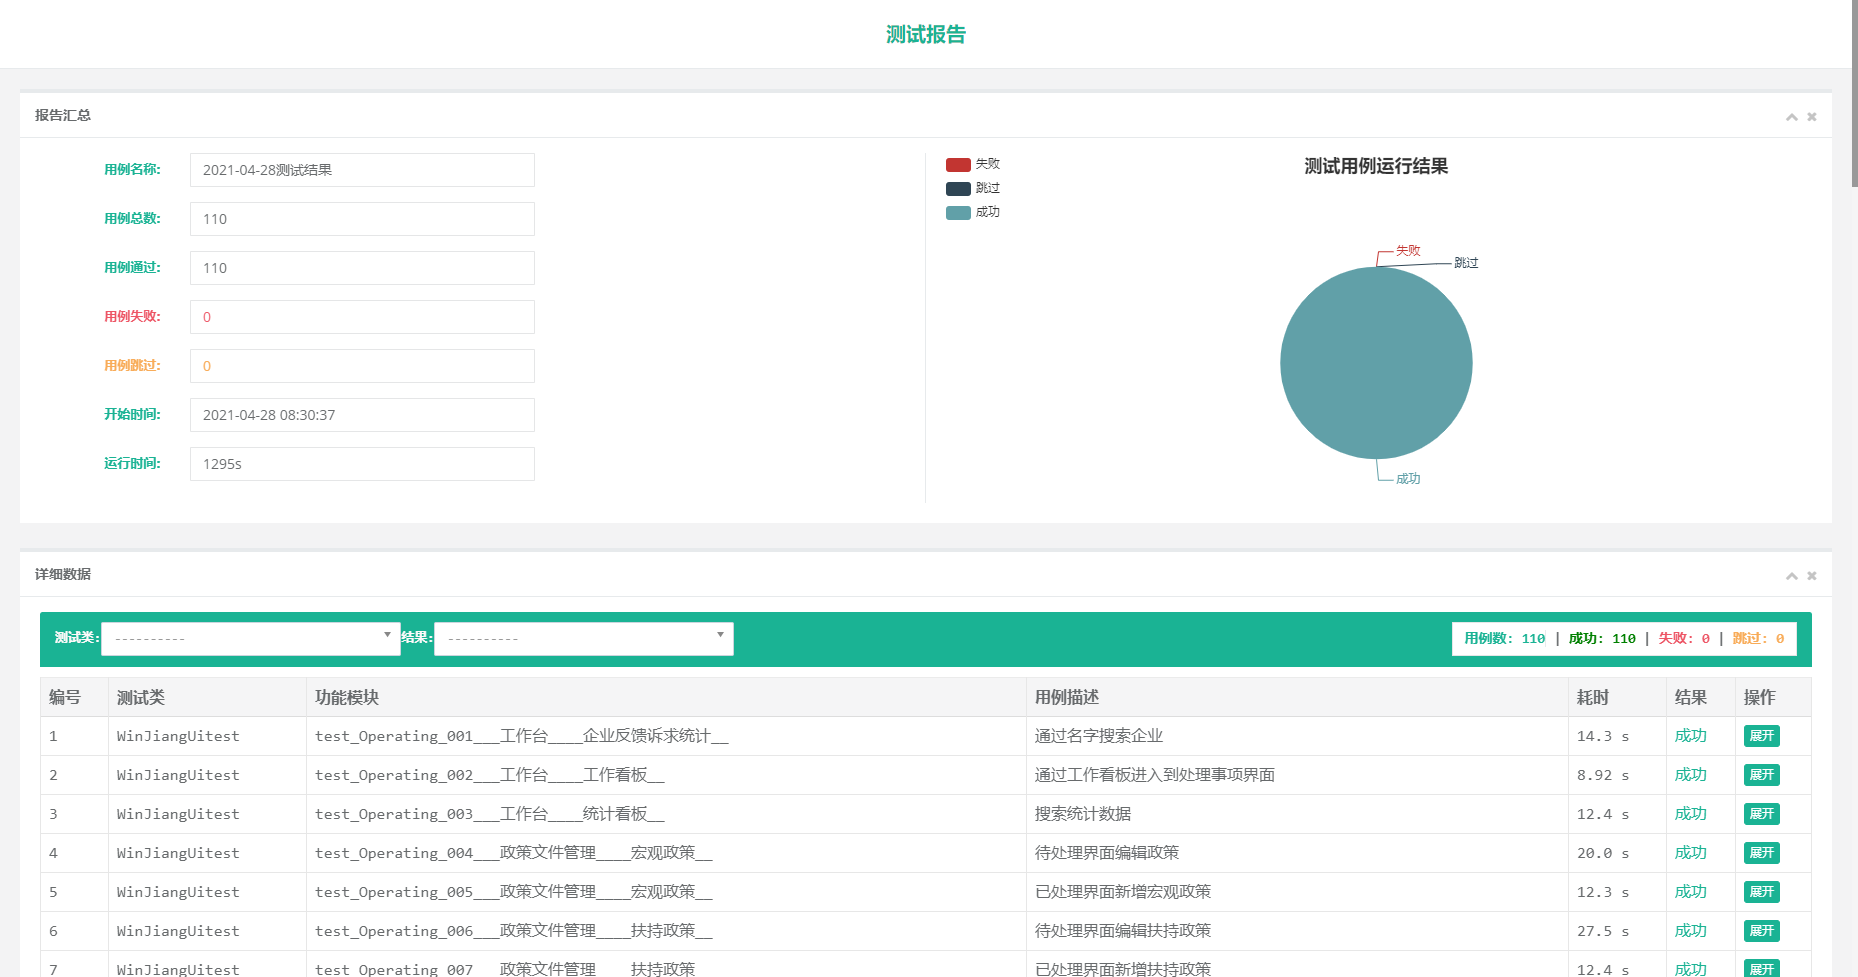 测试报告
报告汇总
用例名称: 2021-04-28测试结果
用例总数: 110
用例通过: 110
用例失败: 0
用例跳过: 0
开始时间: 2021-04-28 08:30:37
运行时间: 1295s
失败
跳过
成功
测试用例运行结果
失败
跳过
成功
详细数据
测试类: ---------- 结果: ---------- 用例数: 110 | 成功: 110 | 失败: 0 | 跳过: 0
编号 测试类 功能模块 用例描述 耗时 结果 操作
1 WinJiangUitest test_Operating_001___工作台____企业反馈诉求统计__ 通过名字搜索企业 14.3 s 成功 展开
2 WinJiangUitest test_Operating_002___工作台____工作看板__ 通过工作看板进入到处理事项界面 8.92 s 成功 展开
3 WinJiangUitest test_Operating_003___工作台____统计看板__ 搜索统计数据 12.4 s 成功 展开
4 WinJiangUitest test_Operating_004___政策文件管理____宏观政策__ 待处理界面编辑政策 20.0 s 成功 展开
5 WinJiangUitest test_Operating_005___政策文件管理____宏观政策__ 已处理界面新增宏观政策 12.3 s 成功 展开
6 WinJiangUitest test_Operating_006___政策文件管理____扶持政策__ 待处理界面编辑扶持政策 27.5 s 成功 展开
7 WinJiangUitest test_Operating_007___政策文件管理____扶持政策__ 已处理界面新增扶持政策 12.4 s 成功 展开